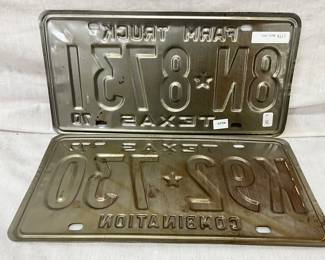 FARM TRUCK
8N★8731
TEXAS
TEXAS
K92★730
COMBINATION